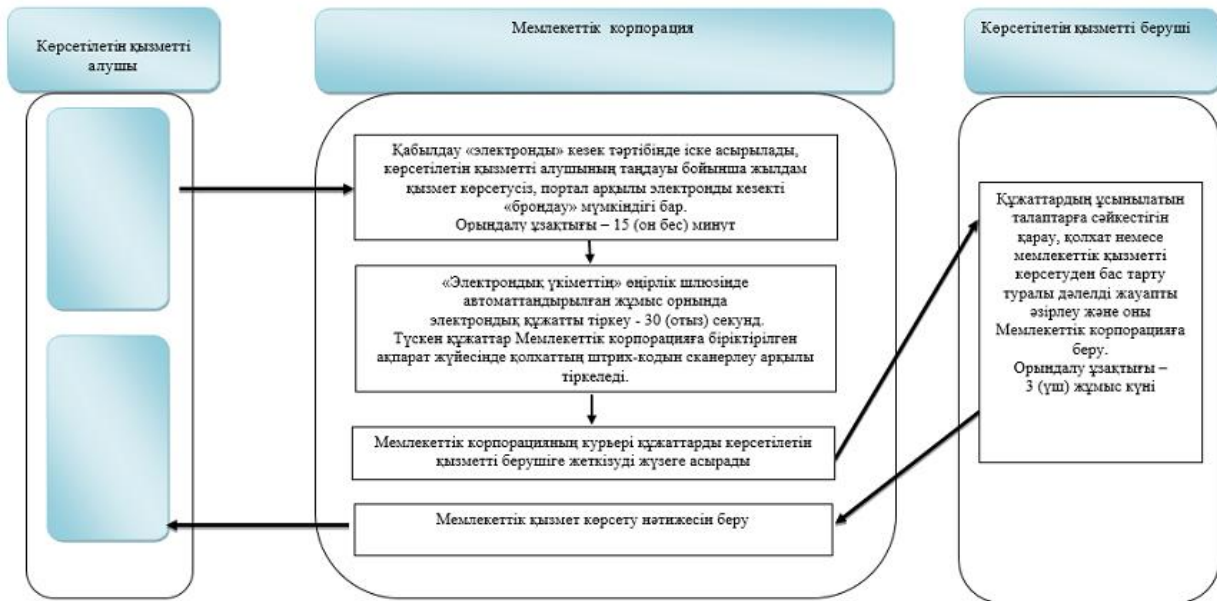 Көрсетілетін қызметті
алушы
Мемлекеттік корпорация
Көрсетілетін қызметті беруші
Қабылдау «электронды» кезек тәртібінде іске асырылады,
көрсетілетін қызметті алушының таңдауы бойынша жылдам
қызмет көрсетусіз, портал арқылы электронды кезекті
«брондау» мүмкіндігі бар.
Орындалу ұзақтығы – 15 (он бес) минут
«Электрондық үкіметтің» өңірлік шлюзінде
автоматтандырылған жұмыс орнында
электрондық құжатты тіркеу - 30 (отыз) секунд.
Түскен құжаттар Мемлекеттік корпорацияға біріктірілген
ақпарат жүйесінде қолхаттың штрих-кодын сканерлеу арқылы
тіркеледі.
Мемлекеттік корпорацияның курьері құжаттарды көрсетілетін
қызметті берушіге жеткізуді жүзеге асырады
Мемлекеттік қызмет көрсету нәтижесін беру
Құжаттардың ұсынылатын
талаптарға сәйкестігін
қарау, қолхат немесе
мемлекеттік қызметті
көрсетуден бас тарту
туралы дәлелді жауапты
әзірлеу және оны
Мемлекеттік корпорацияға
беру.
Орындалу ұзақтығы –
3 (үш) жұмыс күні